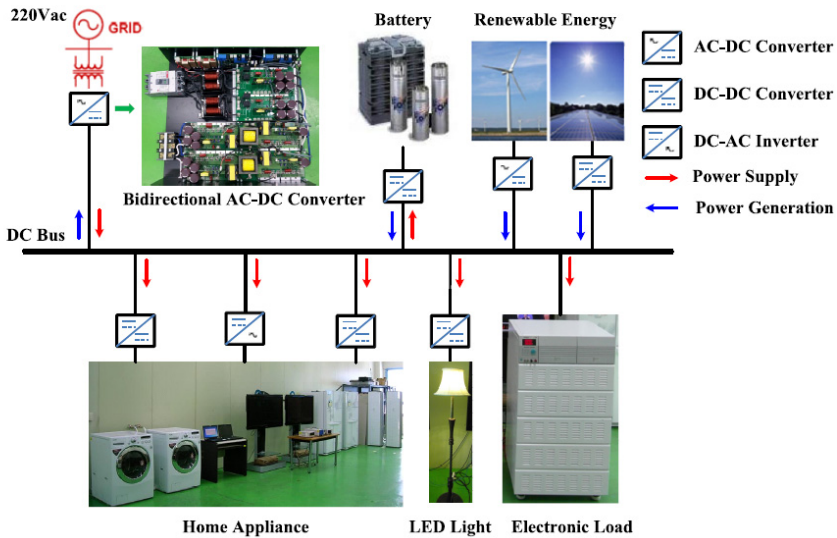 220Vac
GRID
Battery
Renewable Energy
AC-DC Converter
DC-DC Converter
DC-AC Inverter
Power Supply
Power Generation
Bidirectional AC-DC Converter
DC Bus
Home Appliance
LED Light
Electronic Load